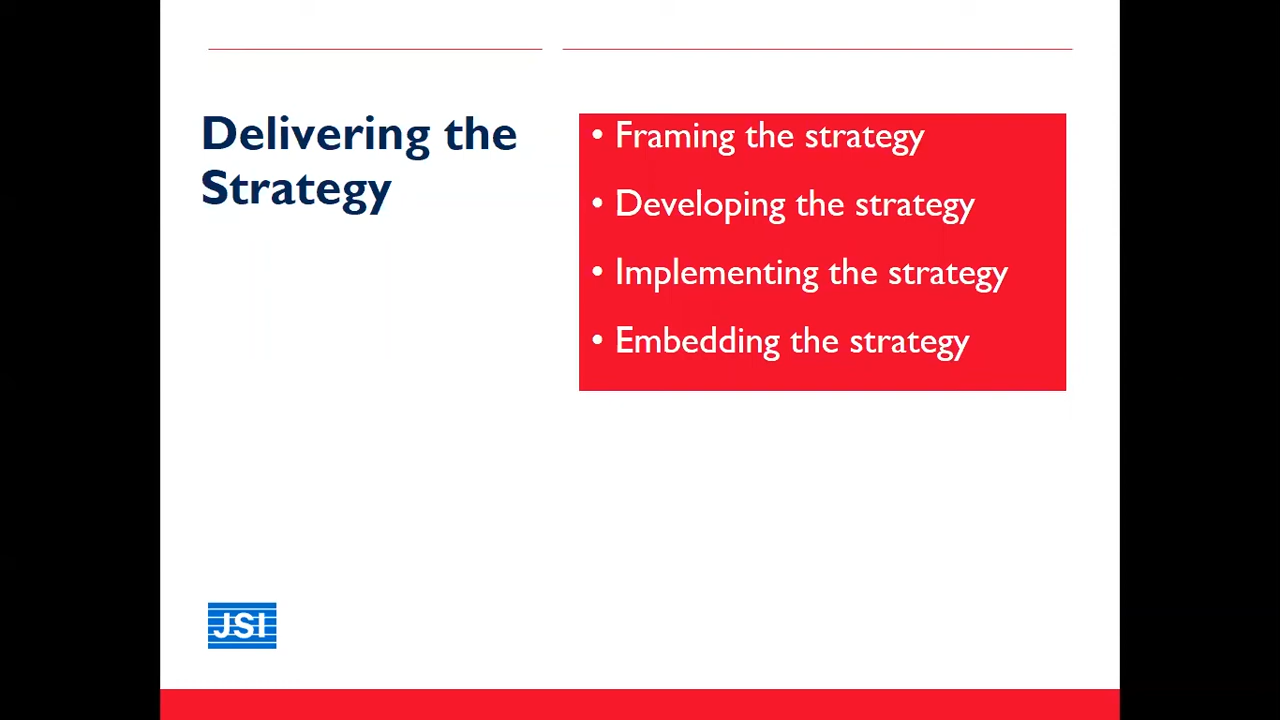 Delivering the
Strategy
• Framing the strategy
• Developing the strategy
• Implementing the strategy
• Embedding the strategy
JSI